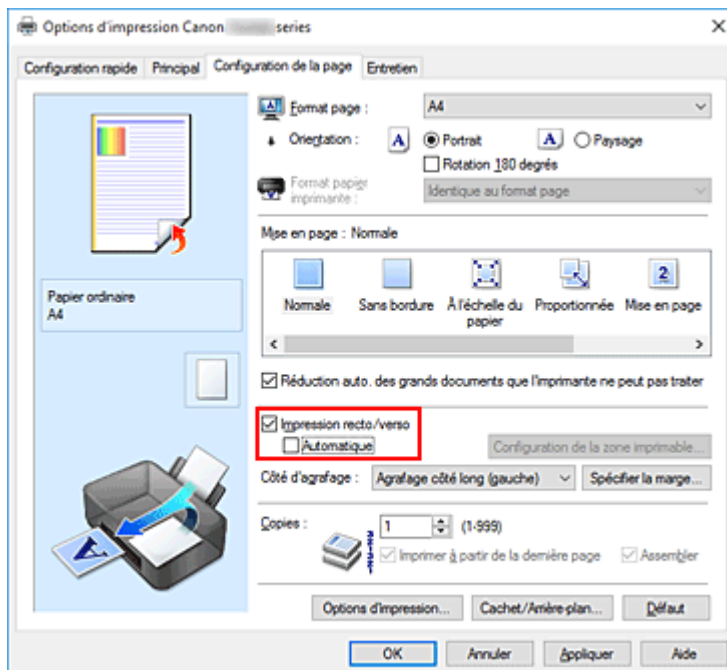 Options d'impression Canon series
Configuration rapide Principal Configuration de la page Entretien
Format page : A4
Orientation : A Portrait A Paysage
Rotation 180 degrés
Format papier
imprimante : Identique au format page
Mise en page : Normale
Normale Sans bordure À l'échelle du
papier Proportionnée Mise en page
Papier ordinaire
A4
Réduction auto. des grands documents que l'imprimante ne peut pas traiter
Impression recto/verso
Automatique Configuration de la zone imprimable...
Côté d'agrafage : Agrafage côté long (gauche) Spécifier la marge...
Copies : 1 (1-999)
Imprimer à partir de la dernière page Assembler
Options d'impression... Cachet/Arrière-plan... Défaut
OK Annuler Appliquer Aide